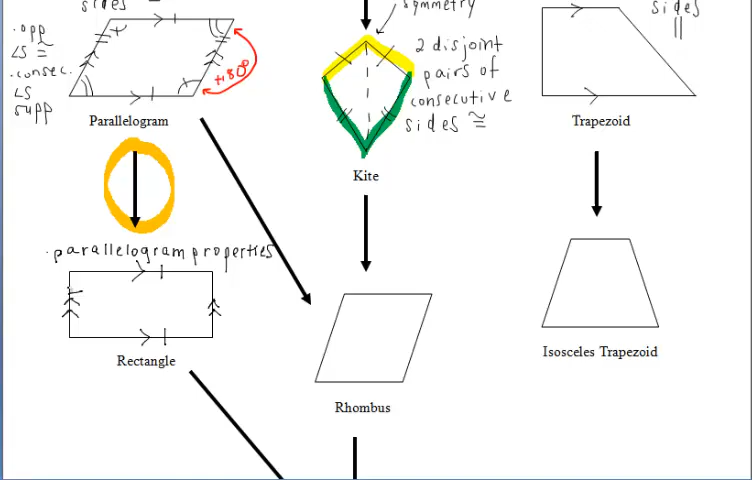 sides =
symmetry
sides
||
· opp
∠s ≅
· consec.
∠s
supp
+180°
2 disjoint
pairs of
consecutive
sides ≅
Parallelogram
Kite
Trapezoid
· parallelogram properties
Rectangle
Rhombus
Isosceles Trapezoid